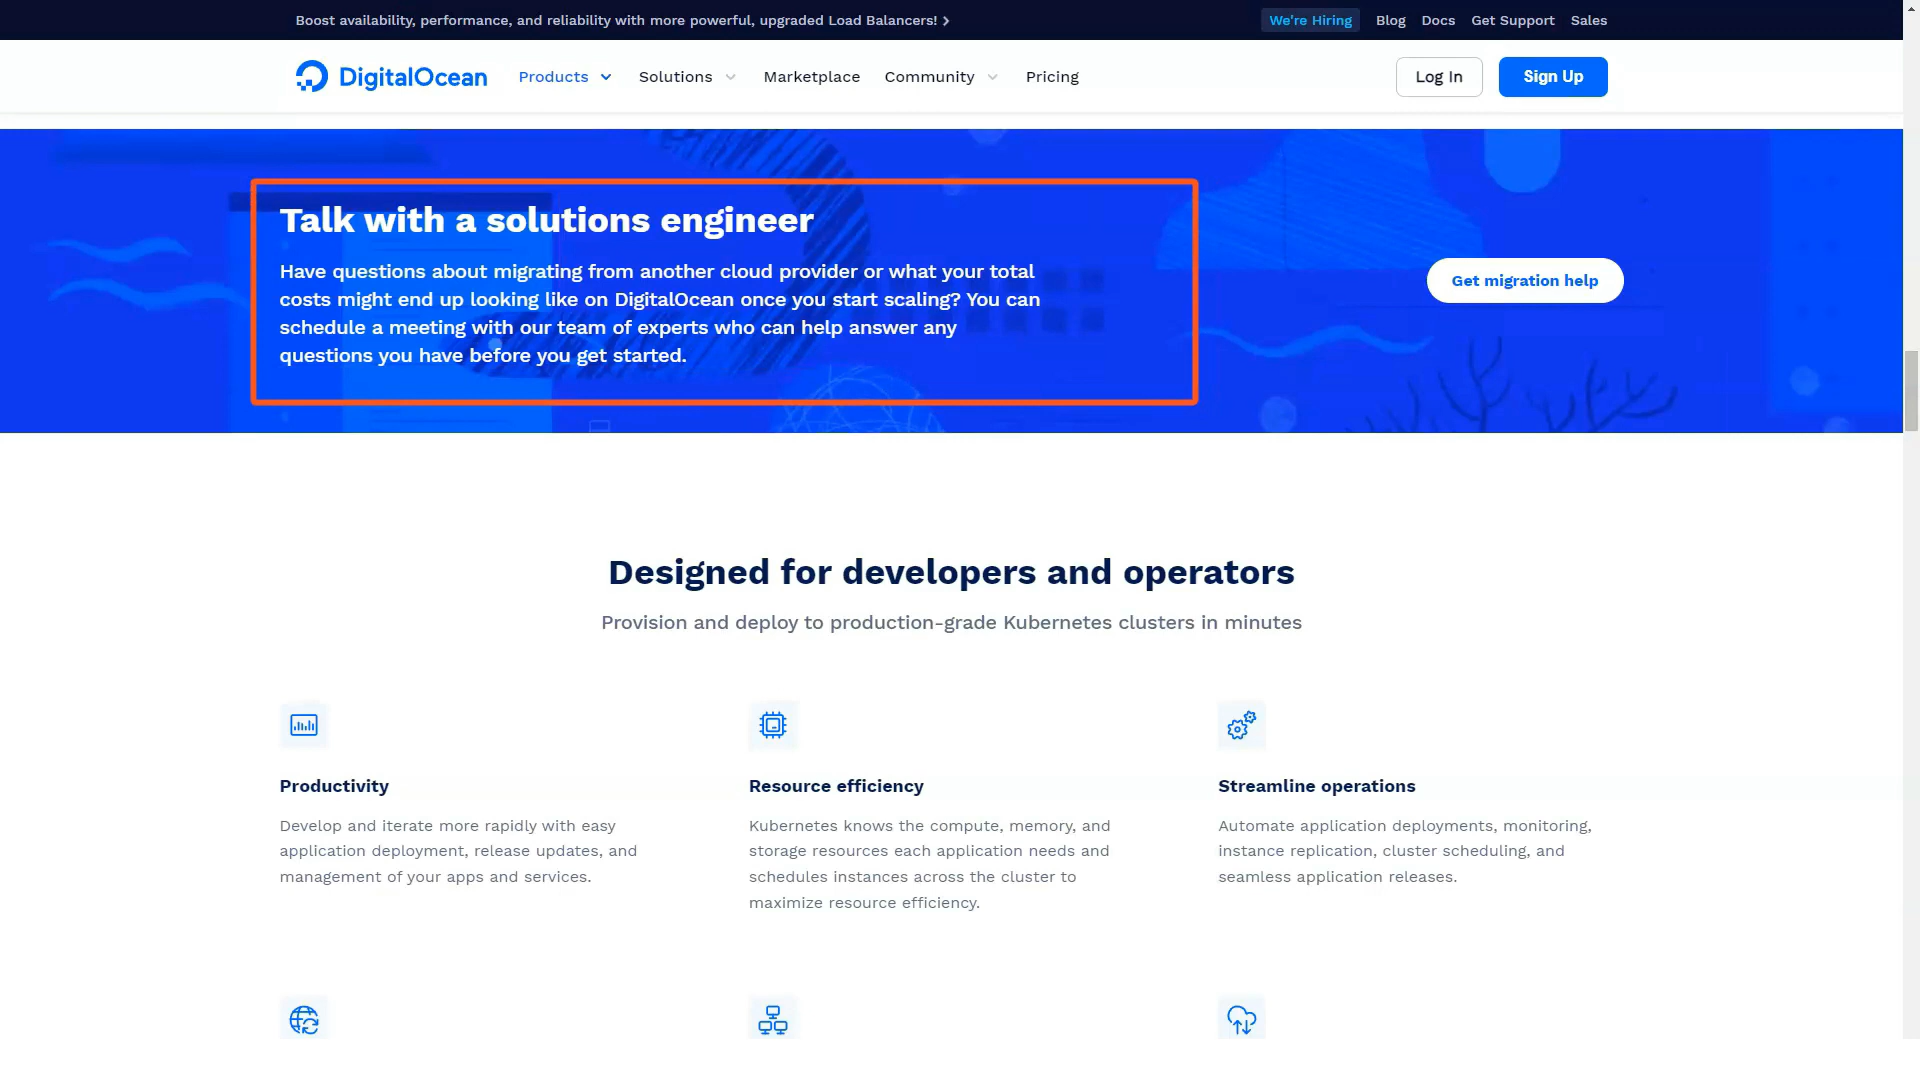 Boost availability, performance, and reliability with more powerful, upgraded Load Balancers!
We're Hiring Blog Docs Get Support Sales
DigitalOcean Products Solutions Marketplace Community Pricing Log In Sign Up
Talk with a solutions engineer
Have questions about migrating from another cloud provider or what your total
costs might end up looking like on DigitalOcean once you start scaling? You can
schedule a meeting with our team of experts who can help answer any
questions you have before you get started.
Get migration help
Designed for developers and operators
Provision and deploy to production-grade Kubernetes clusters in minutes
Productivity
Develop and iterate more rapidly with easy
application deployment, release updates, and
management of your apps and services.
Resource efficiency
Kubernetes knows the compute, memory, and
storage resources each application needs and
schedules instances across the cluster to
maximize resource efficiency.
Streamline operations
Automate application deployments, monitoring,
instance replication, cluster scheduling, and
seamless application releases.